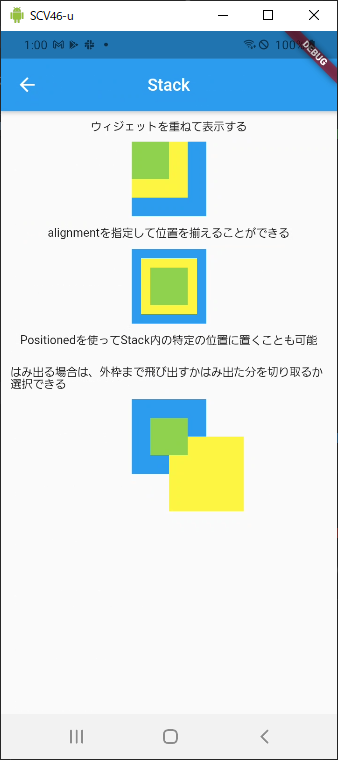 SCV46-u
1:00
100%
DEBUG
Stack
ウィジェットを重ねて表示する
alignmentを指定して位置を揃えることができる
Positionedを使ってStack内の特定の位置に置くことも可能
はみ出る場合は、外枠まで飛び出すかはみ出た分を切り取るか
選択できる